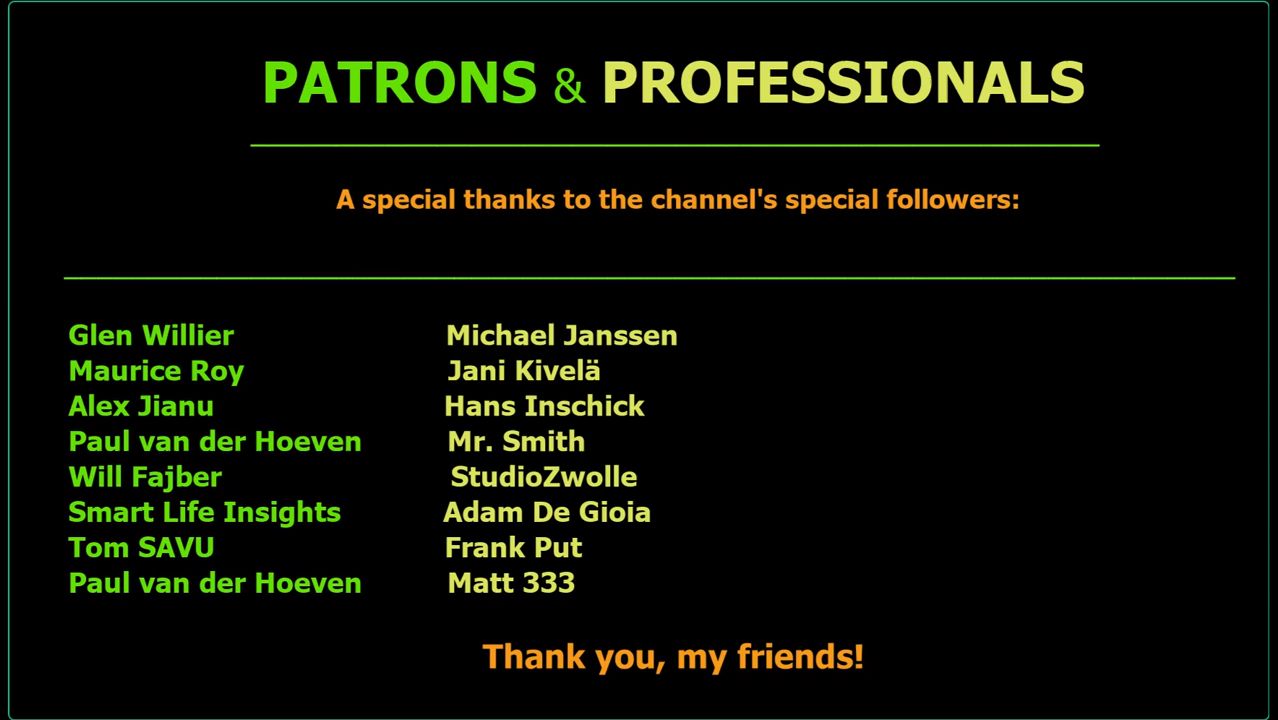 PATRONS & PROFESSIONALS
A special thanks to the channel's special followers:
Glen Willier Michael Janssen
Maurice Roy Jani Kivelä
Alex Jianu Hans Inschick
Paul van der Hoeven Mr. Smith
Will Fajber StudioZwolle
Smart Life Insights Adam De Gioia
Tom SAVU Frank Put
Paul van der Hoeven Matt 333
Thank you, my friends!